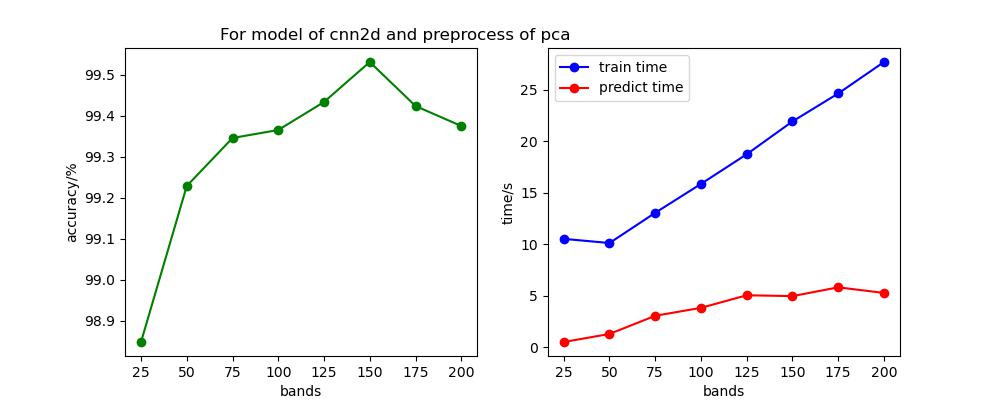 For model of cnn2d and preprocess of pca
99.5
99.4
99.3
99.2
99.1
99.0
98.9
accuracy/%
25 50 75 100 125 150 175 200
bands
train time
predict time
25
20
15
10
5
0
time/s
25 50 75 100 125 150 175 200
bands